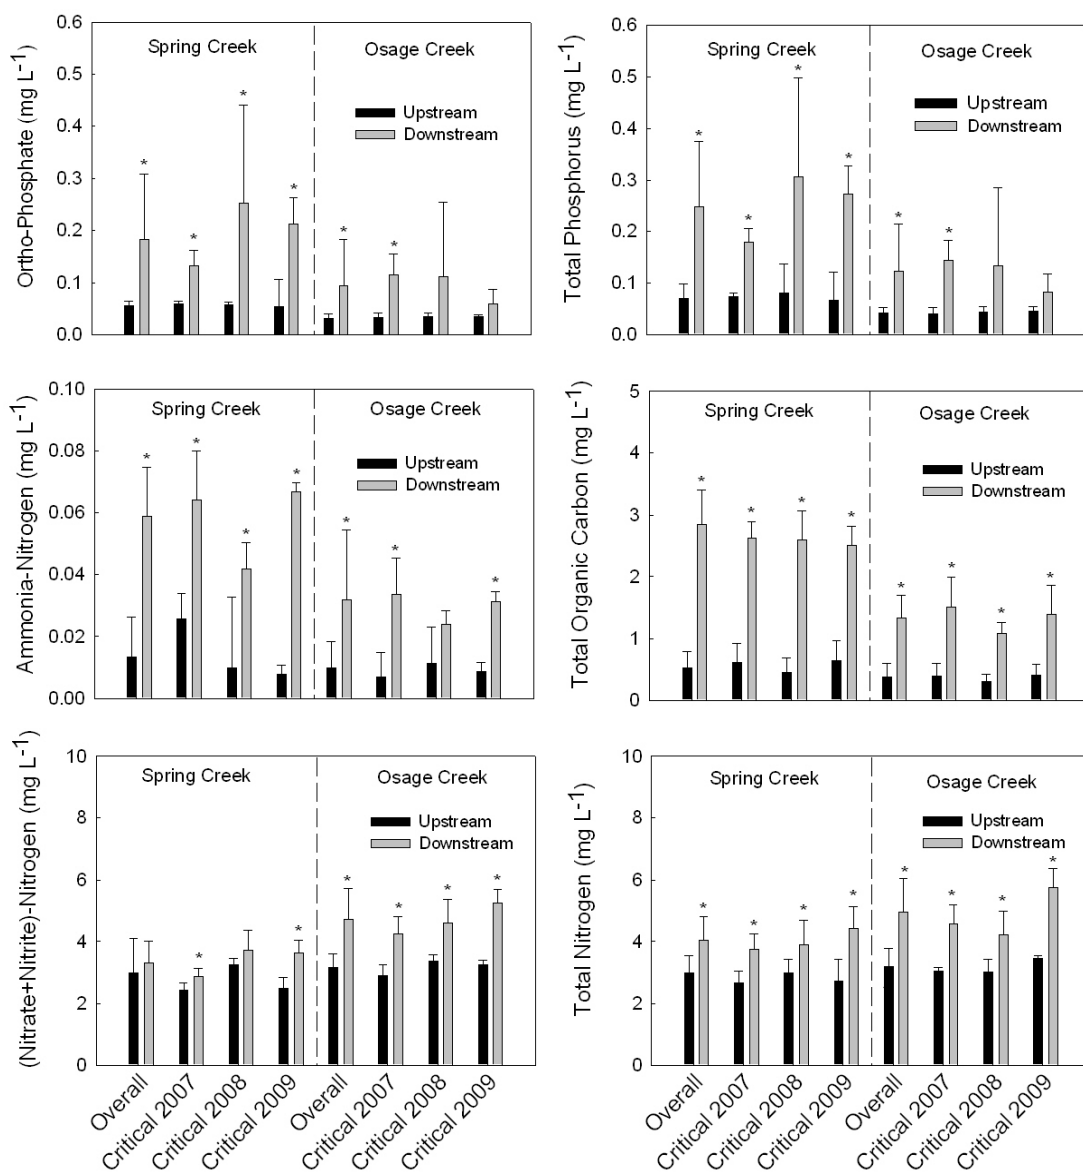 Ortho-Phosphate (mg L-1)
0.6
0.5
0.4
0.3
0.2
0.1
0.0
Spring Creek
Osage Creek
Upstream
Downstream
*
*
*
*
*
*
Total Phosphorus (mg L-1)
0.6
0.5
0.4
0.3
0.2
0.1
0.0
Spring Creek
Osage Creek
Upstream
Downstream
*
*
*
*
*
*
Ammonia-Nitrogen (mg L-1)
0.10
0.08
0.06
0.04
0.02
0.00
Spring Creek
Osage Creek
Upstream
Downstream
*
*
*
*
*
*
*
Total Organic Carbon (mg L-1)
5
4
3
2
1
0
Spring Creek
Osage Creek
Upstream
Downstream
*
*
*
*
*
*
*
*
(Nitrate+Nitrite)-Nitrogen (mg L-1)
10
8
6
4
2
0
Spring Creek
Osage Creek
Upstream
Downstream
*
*
*
*
*
*
Overall
Critical 2007
Critical 2008
Critical 2009
Overall
Critical 2007
Critical 2008
Critical 2009
Total Nitrogen (mg L-1)
10
8
6
4
2
0
Spring Creek
Osage Creek
Upstream
Downstream
*
*
*
*
*
*
*
*
Overall
Critical 2007
Critical 2008
Critical 2009
Overall
Critical 2007
Critical 2008
Critical 2009